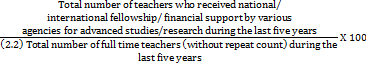 Total number of teachers who received national/
international fellowship/ financial support by various
agencies for advanced studies/research during the last five years
(2.2) Total number of full time teachers (without repeat count) during the
last five years
X 100